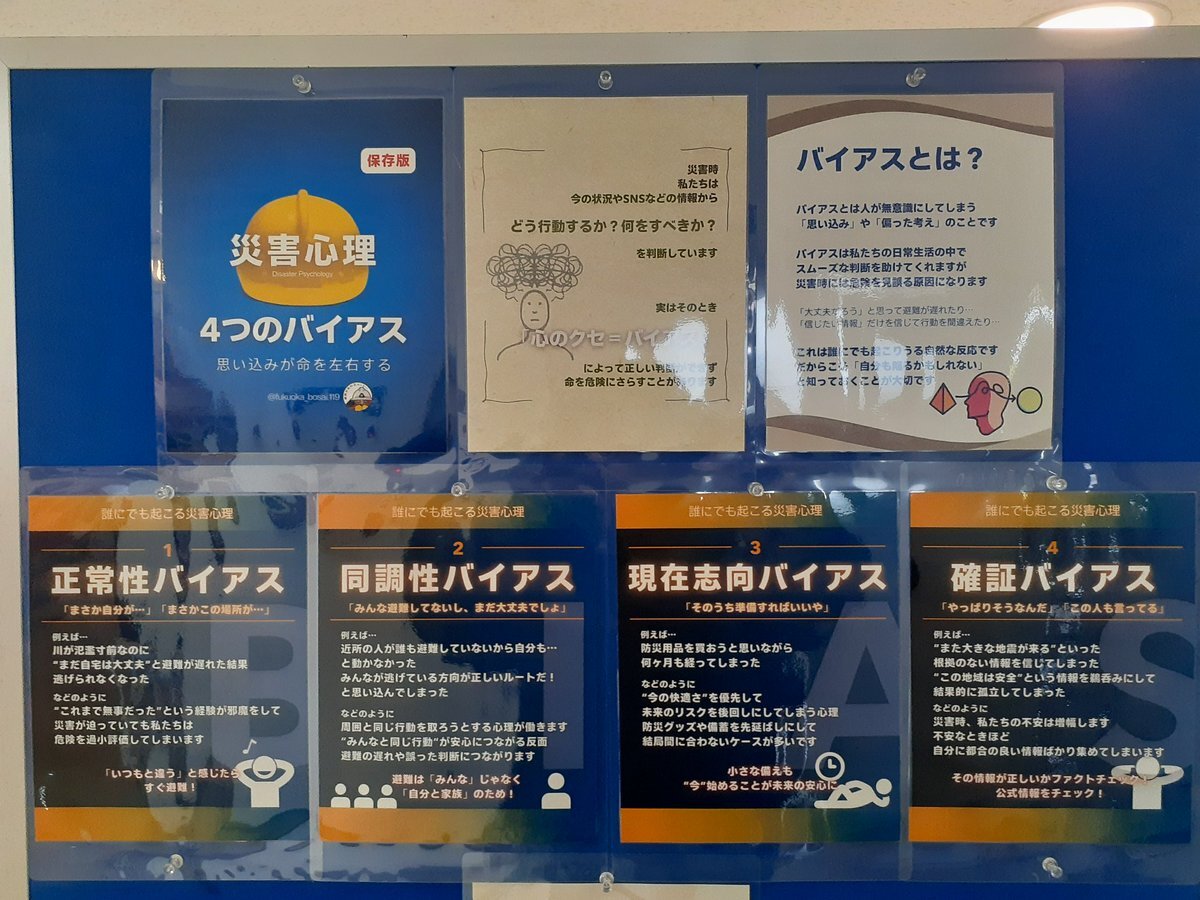 保存版
災害心理
Disaster Psychology
4つのバイアス
思い込みが命を左右する
@fukuoka_bosai.119
災害時
私たちは
今の状況やSNSなどの情報から
どう行動するか？何をすべきか？
を判断しています
実はそのとき
「心のクセ＝バイアス
によって正しい判断ができず
命を危険にさらすことがあります
バイアスとは？
バイアスとは人が無意識にしてしまう
「思い込み」や「偏った考え」のことです
バイアスは私たちの日常生活の中で
スムーズな判断を助けてくれますが
災害時には危険を見誤る原因になります
「大丈夫だろう」と思って避難が遅れたり…
「信じたい情報」だけを信じて行動を間違えたり…
これは誰にでも起こりうる自然な反応です
だからこそ「自分も陥るかもしれない」
と知っておくことが大切です
誰にでも起こる災害心理
1
正常性バイアス
「まさか自分が…」「まさかこの場所が…」
例えば…
川が氾濫す前なのに
“まだ自宅は大丈夫”と避難が遅れた結果
逃げられなくなった
などのように
“これまで無事だった”という経験が邪魔をして
災害が迫っていても私たちは
危険を過小評価してしまいます
「いつもと違う」と感じたら
すぐ避難！
B
誰にでも起こる災害心理
2
同調性バイアス
「みんな避難してないし、まだ大丈夫でしょ」
例えば…
近所の人が誰も避難していないから自分も…
と動かなかった
みんなが逃げている方向が正しいルートだ！
と思い込んでしまった
などのように
周囲と同じ行動を取ろうとする心理が働きます
“みんなと同じ行動”が安心につながる反面
避難の遅れや誤った判断につながります
避難は「みんな」じゃなく
「自分と家族」のため！
I
誰にでも起こる災害心理
3
現在志向バイアス
「そのうち準備すればいいや」
例えば…
防災用品を買おうと思いながら
何ヶ月も経ってしまった
などのように
“今の快適さ”を優先して
未来のリスクを後回しにしてしまう心理
防災グッズや備蓄を先延ばしにして
結局間に合わないケースが多いです
小さな備えも
“今”始めることが未来の安心に
A
誰にでも起こる災害心理
4
確証バイアス
「やっぱりそうなんだ」「この人も言ってる」
例えば…
“また大きな地震が来る”といった
根拠のない情報を信じてしまった
“この地域は安全”という情報を鵜呑みにして
結果的に孤立してしまった
などのように
災害時、私たちの不安は増幅します
不安なときほど
自分に都合の良い情報ばかり集めてしまいます
その情報が正しいかファクトチェック！
公式情報をチェック！
S